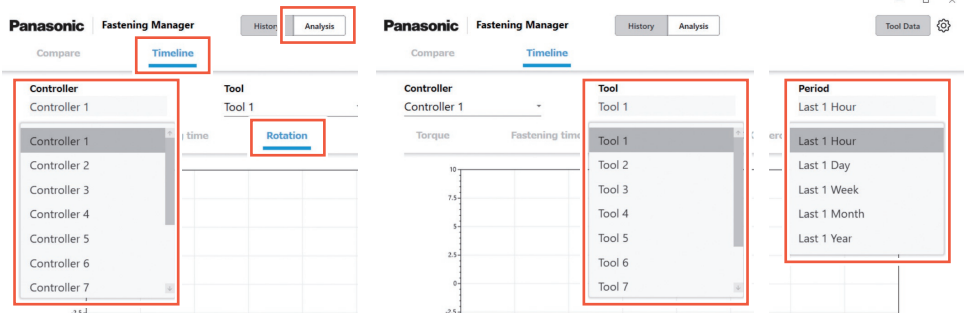 Panasonic Fastening Manager History Analysis
Compare Timeline
Controller Tool
Controller 1 Tool 1
time Rotation
Controller 1
Controller 2
Controller 3
Controller 4
Controller 5
Controller 6
Controller 7
Panasonic Fastening Manager History Analysis Tool Data
Compare Timeline
Controller Tool Period
Controller 1 Tool 1 Last 1 Hour
Torque Fastening time
Tool 1
Tool 2
Tool 3
Tool 4
Tool 5
Tool 6
Tool 7
Last 1 Hour
Last 1 Day
Last 1 Week
Last 1 Month
Last 1 Year
10
7.5
5
2.5
0
-2.5